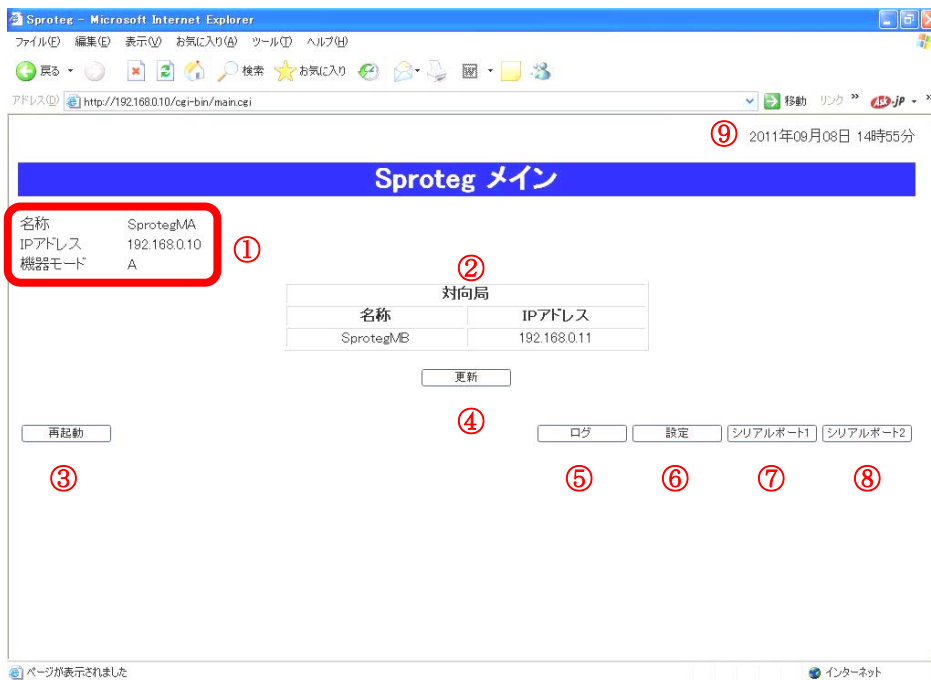 Sproteg - Microsoft Internet Explorer
ファイル(F) 編集(E) 表示(V) お気に入り(A) ツール(T) ヘルプ(H)
戻る 検索 お気に入り
アドレス(D) http://192.168.0.10/cgi-bin/main.cgi 移動 リンク »
⑨ 2011年09月08日 14時55分
Sproteg メイン
名称 SprotegMA
IPアドレス 192.168.0.10
機器モード A
①
②
対向局
名称 IPアドレス
SprotegMB 192.168.0.11
更新
④
再起動 ログ 設定 シリアルポート1 シリアルポート2
③ ⑤ ⑥ ⑦ ⑧
ページが表示されました インターネット